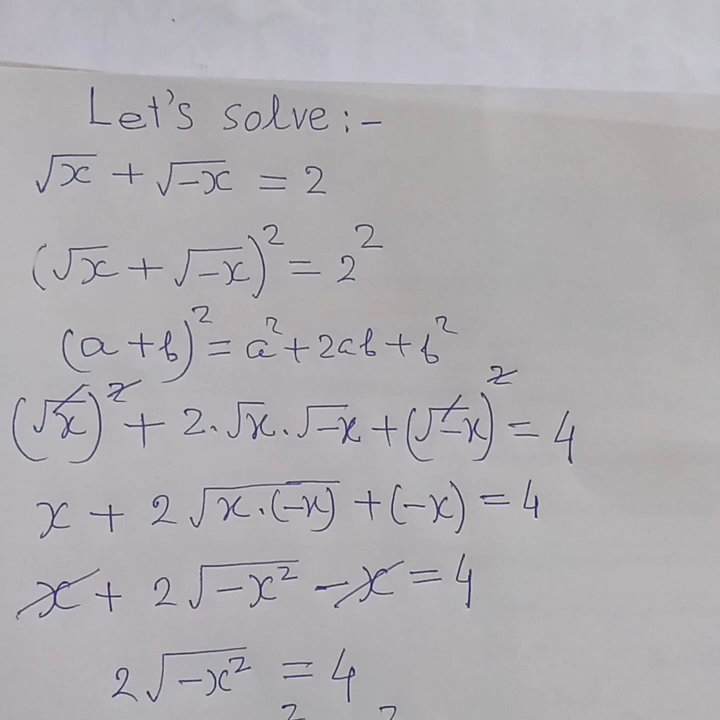 Let's solve :-
√x + √-x = 2
(√x + √-x)² = 2²
(a + b)² = a² + 2ab + b²
(√x)² + 2.√x.√-x + (√-x)² = 4
x + 2√x.(-x) + (-x) = 4
x + 2√-x² - x = 4
2√-x² = 4